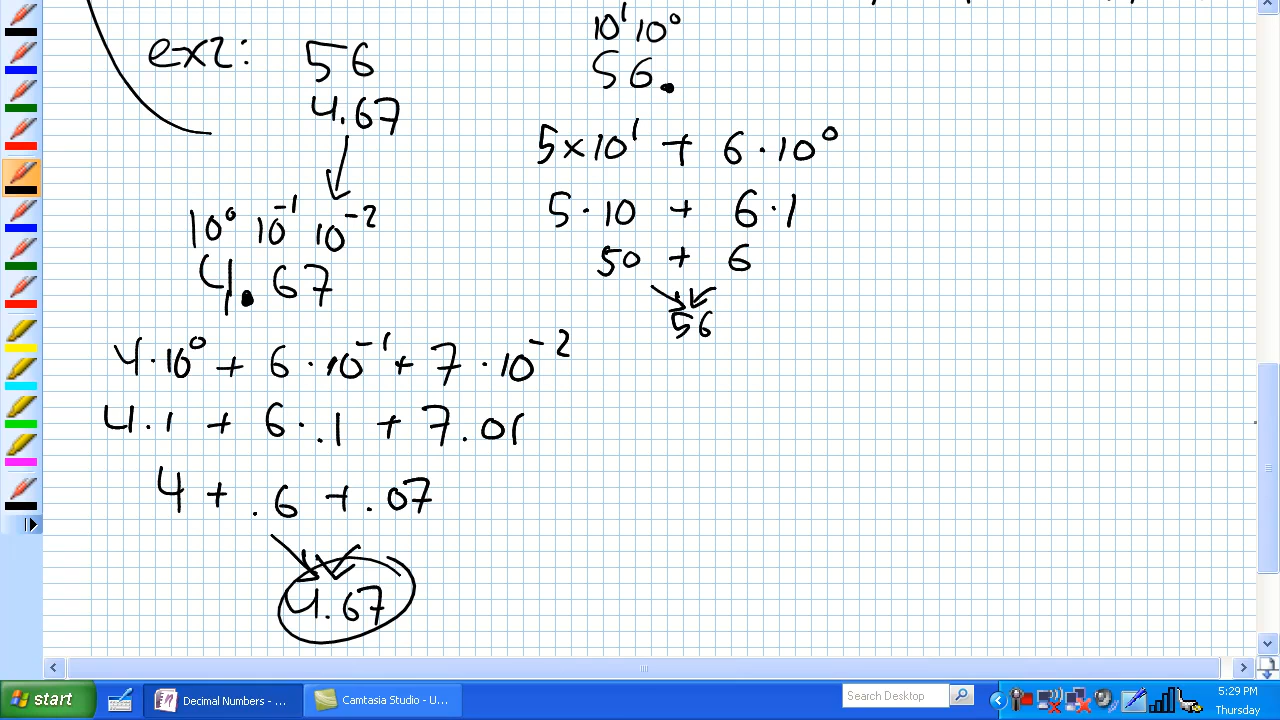 ex2:
56
4.67
10⁰ 10⁻¹ 10⁻²
4.67
4·10⁰ + 6·10⁻¹ + 7·10⁻²
4·1 + 6·.1 + 7.01
4 + .6 + .07
4.67
10¹ 10⁰
56.
5×10¹ + 6·10⁰
5·10 + 6·1
50 + 6
56
start
Decimal Numbers - ...
Camtasia Studio - U...
Search Desktop
5:29 PM
Thursday